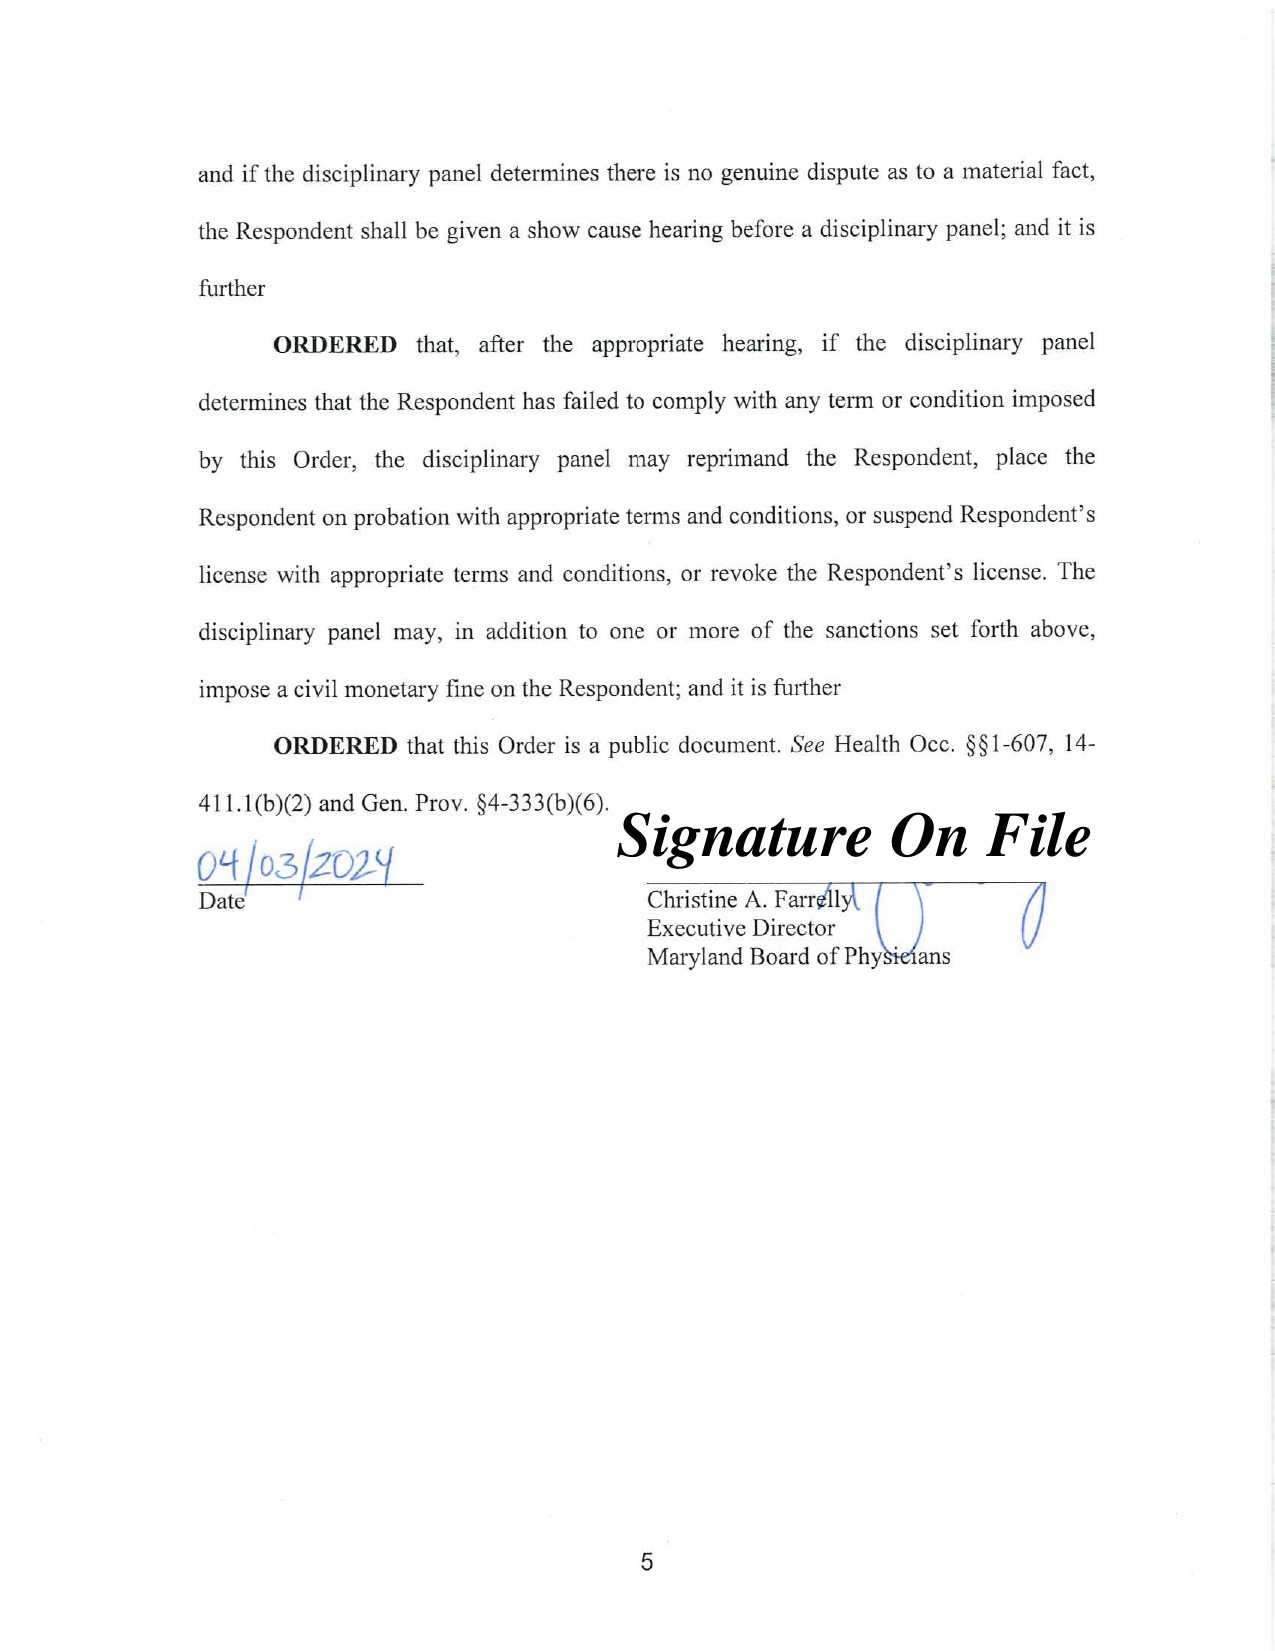 and if the disciplinary panel determines there is no genuine dispute as to a material fact,
the Respondent shall be given a show cause hearing before a disciplinary panel; and it is
further
ORDERED that, after the appropriate hearing, if the disciplinary panel
determines that the Respondent has failed to comply with any term or condition imposed
by this Order, the disciplinary panel may reprimand the Respondent, place the
Respondent on probation with appropriate terms and conditions, or suspend Respondent's
license with appropriate terms and conditions, or revoke the Respondent's license. The
disciplinary panel may, in addition to one or more of the sanctions set forth above,
impose a civil monetary fine on the Respondent; and it is further
ORDERED that this Order is a public document. See Health Occ. §§1-607, 14-
411.1(b)(2) and Gen. Prov. §4-333(b)(6).
Signature On File
04/03/2024
Date
Christine A. Farrelly
Executive Director
Maryland Board of Physicians
5